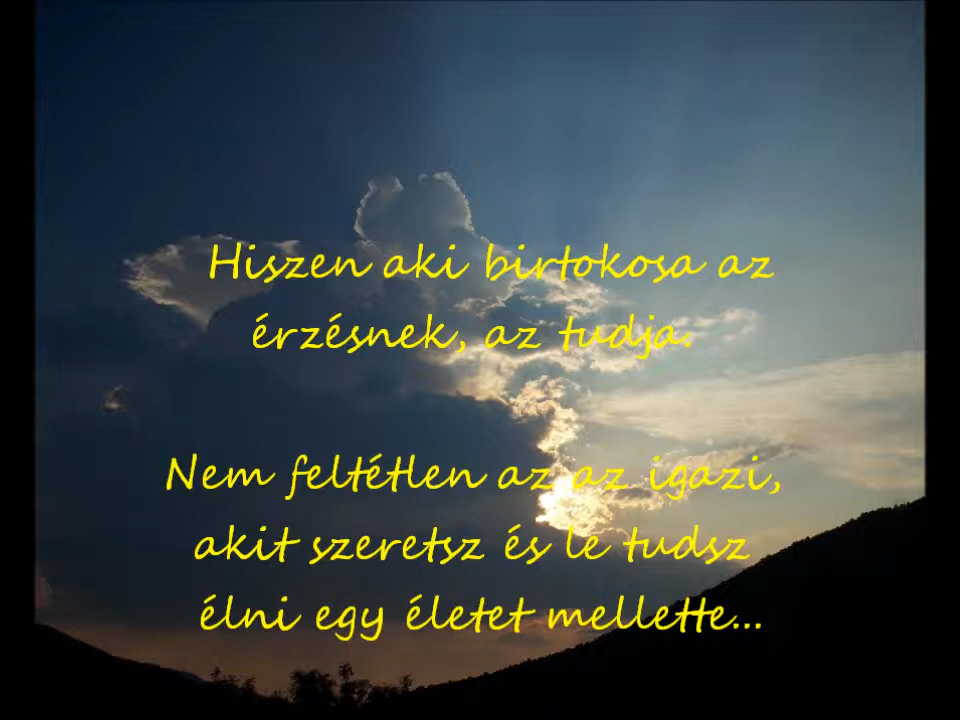 Hiszen aki birtokosa az
érzésnek, az tudja.
Nem feltétlen az az igazi,
akit szeretsz és le tudsz
élni egy életet mellette...